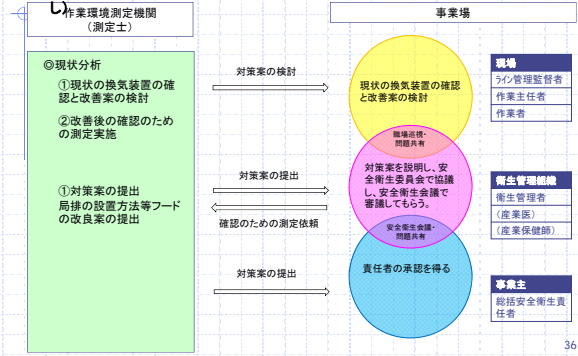 し)
作業環境測定機関
(測定士)
事業場
◎現状分析
①現状の換気装置の確
認と改善案の検討
②改善後の確認のため
の測定実施
①対策案の提出
局排の設置方法等フード
の改良案の提出
対策案の検討
対策案の提出
確認のための測定依頼
対策案の提出
現状の換気装置の確認
と改善案の検討
職場巡視・
問題共有
対策案を説明し、安
全衛生委員会で協議
し、安全衛生会議で
審議してもらう。
安全衛生会議・
問題共有
責任者の承認を得る
現場
ライン管理監督者
作業主任者
作業者
衛生管理組織
衛生管理者
(産業医)
(産業保健師)
事業主
総括安全衛生責
任者
36